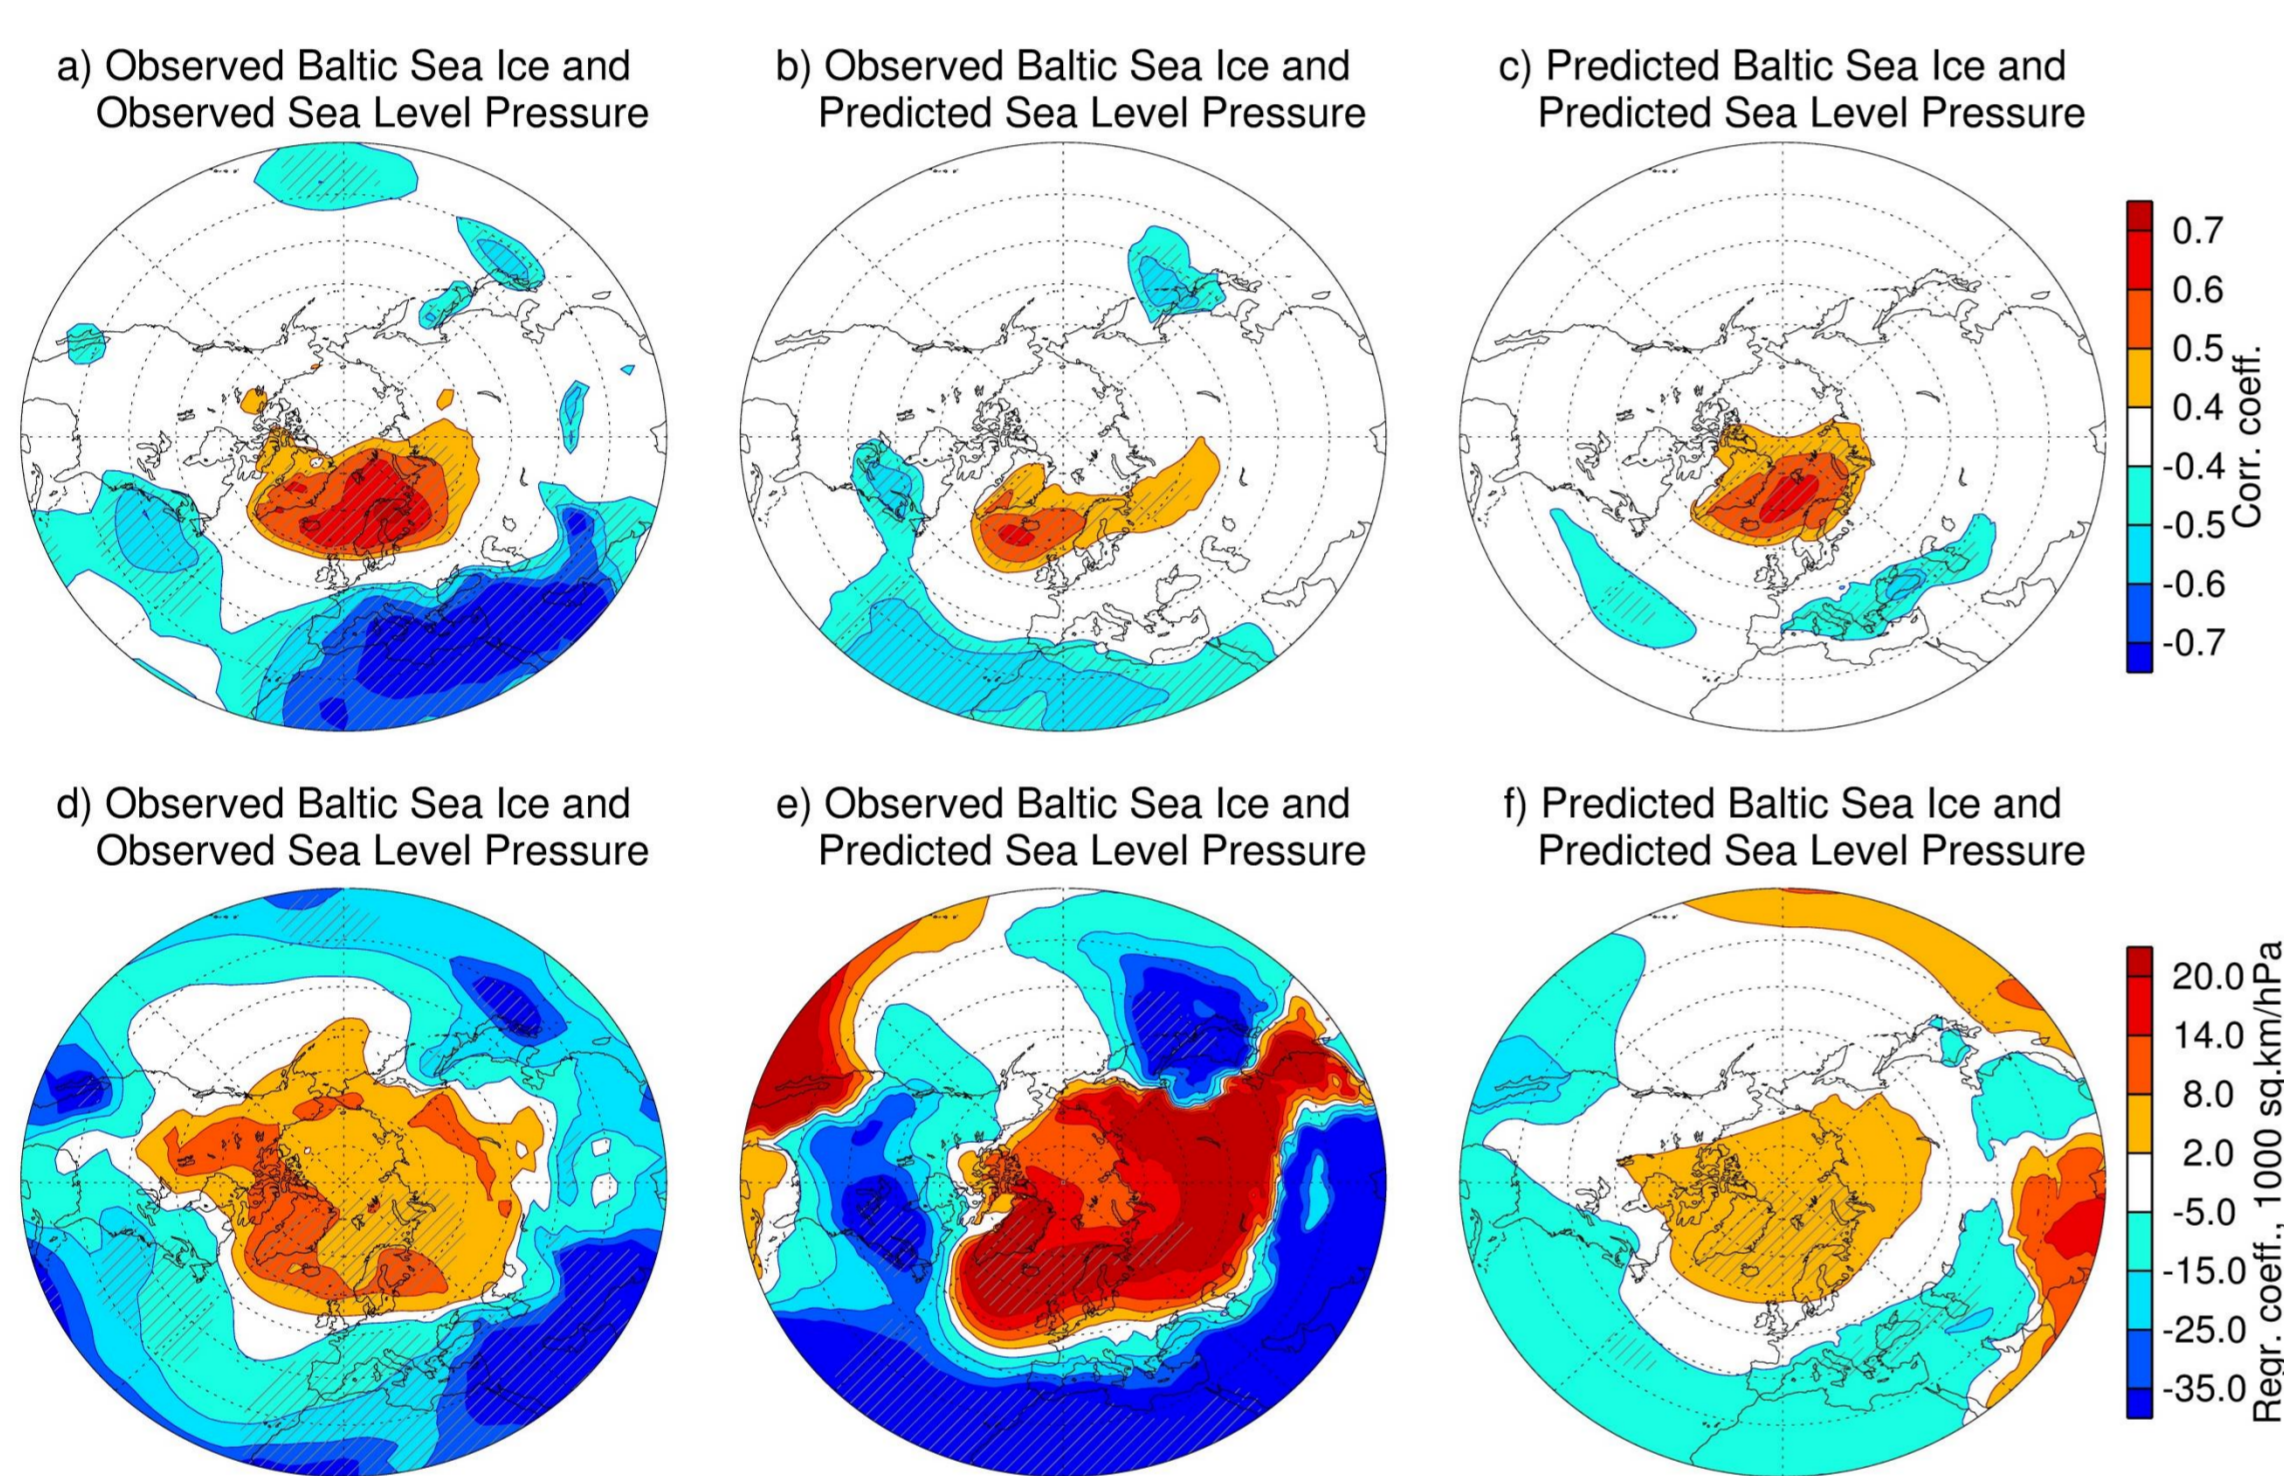 a) Observed Baltic Sea Ice and
Observed Sea Level Pressure
b) Observed Baltic Sea Ice and
Predicted Sea Level Pressure
c) Predicted Baltic Sea Ice and
Predicted Sea Level Pressure
0.7
0.6
0.5
0.4
-0.4
-0.5
-0.6
-0.7
Corr. coeff.
d) Observed Baltic Sea Ice and
Observed Sea Level Pressure
e) Observed Baltic Sea Ice and
Predicted Sea Level Pressure
f) Predicted Baltic Sea Ice and
Predicted Sea Level Pressure
20.0
14.0
8.0
2.0
-5.0
-15.0
-25.0
-35.0
Regr. coeff., 1000 sq.km/hPa